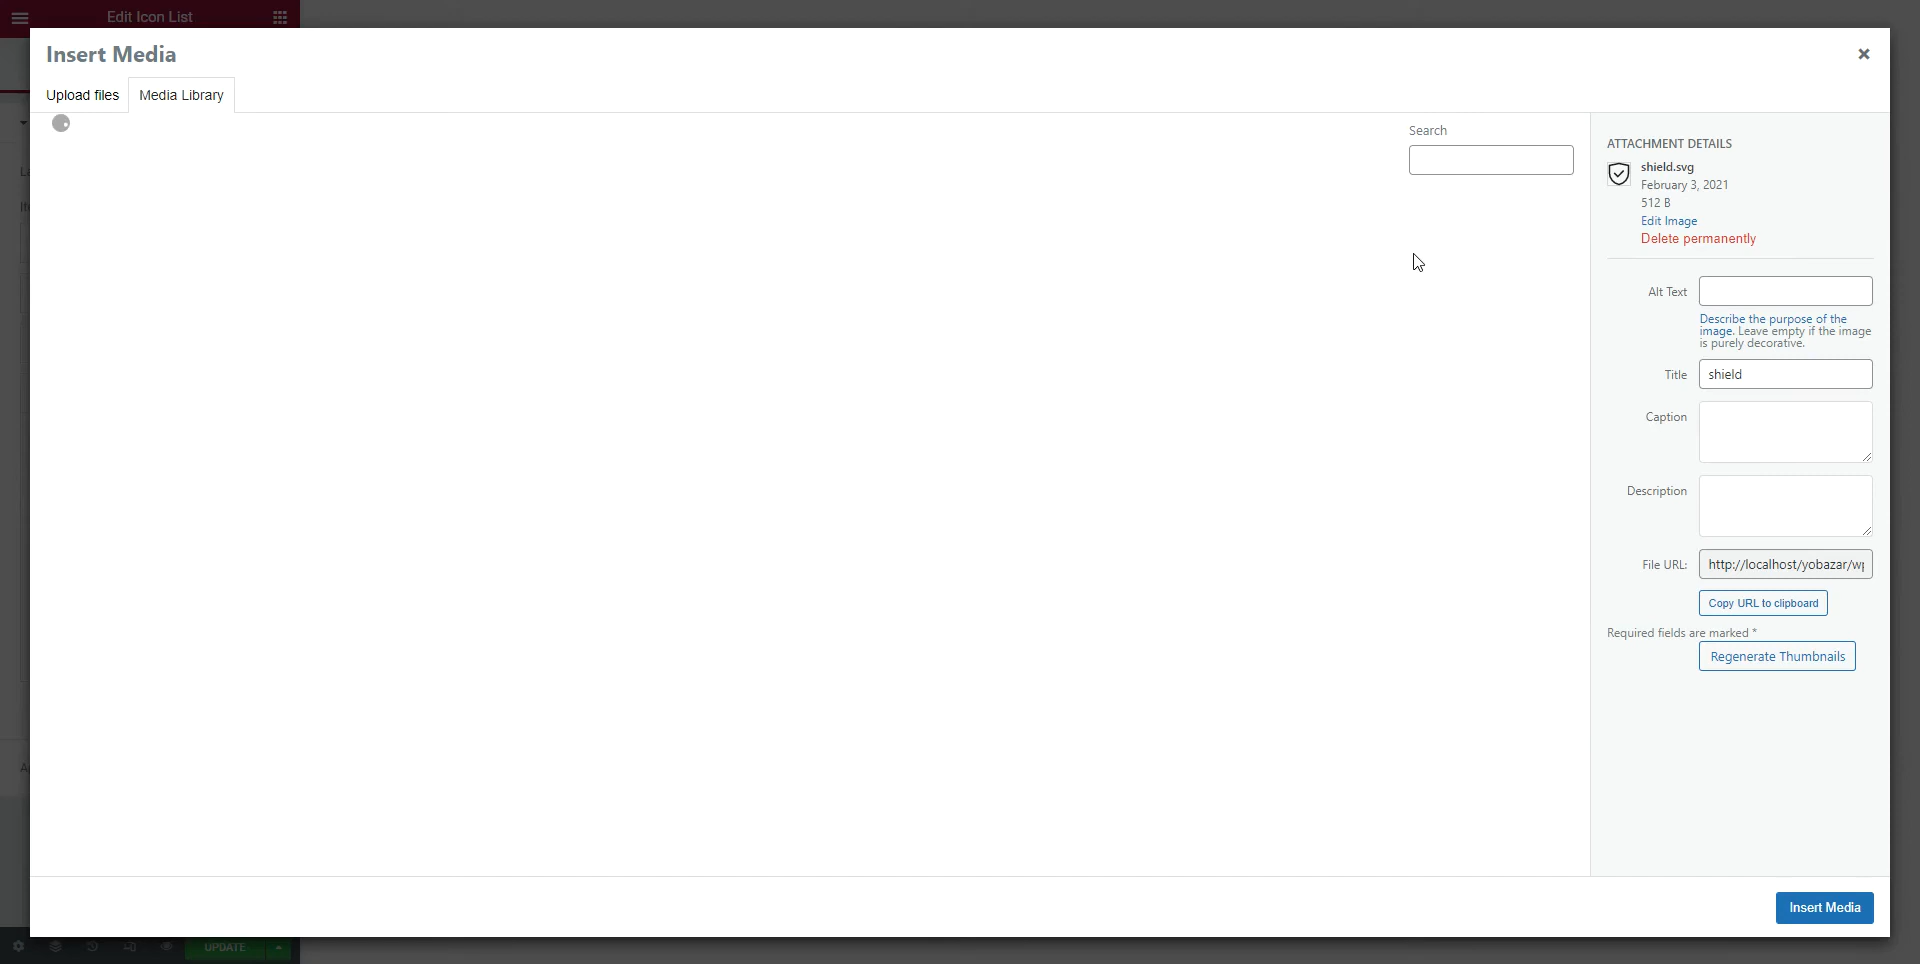 Edit Icon List
Insert Media
Upload files
Media Library
Search
ATTACHMENT DETAILS
shield.svg
February 3, 2021
512 B
Edit Image
Delete permanently
Alt Text
Describe the purpose of the
image. Leave empty if the image
is purely decorative.
Title
shield
Caption
Description
File URL:
http://localhost/yobazar/wp
Copy URL to clipboard
Required fields are marked *
Regenerate Thumbnails
Insert Media
UPDATE